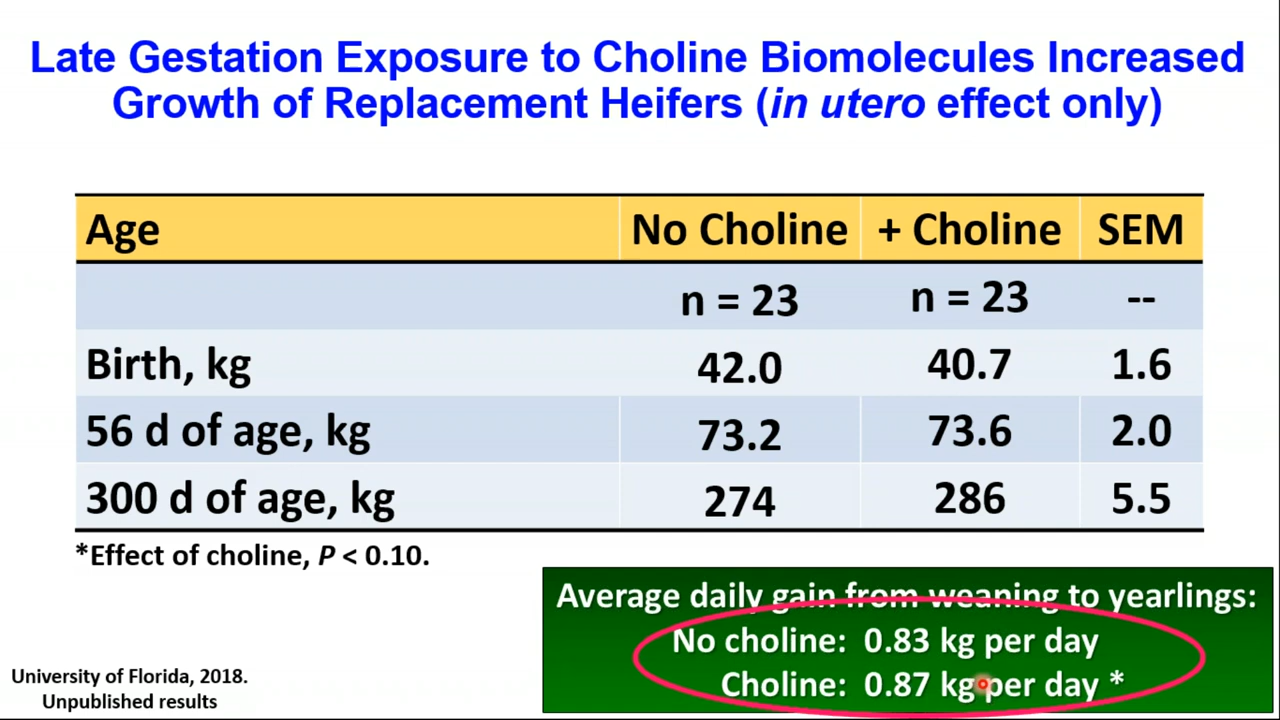 Late Gestation Exposure to Choline Biomolecules Increased
Growth of Replacement Heifers (in utero effect only)
Age No Choline + Choline SEM
n = 23 n = 23 --
Birth, kg 42.0 40.7 1.6
56 d of age, kg 73.2 73.6 2.0
300 d of age, kg 274 286 5.5
*Effect of choline, P < 0.10.
Average daily gain from weaning to yearlings:
No choline: 0.83 kg per day
Choline: 0.87 kg per day *
University of Florida, 2018.
Unpublished results